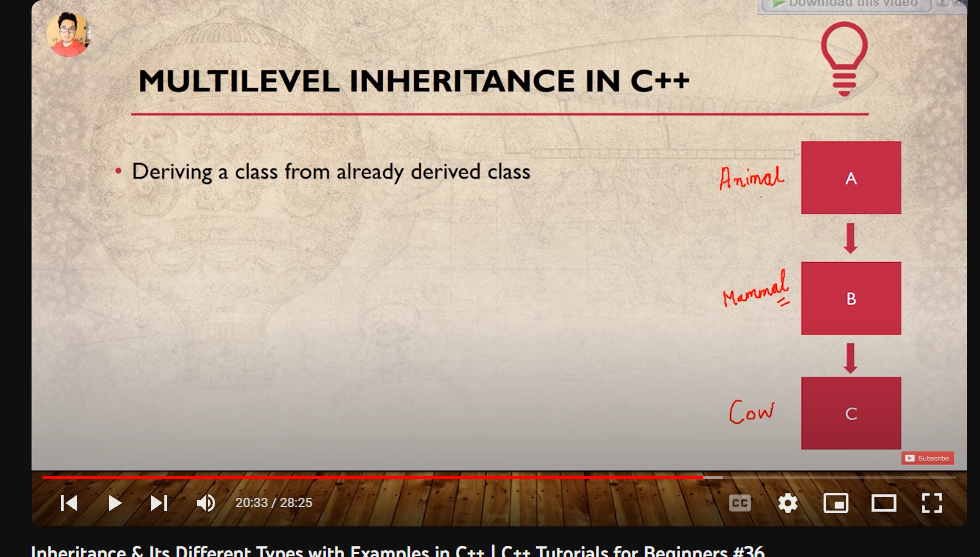 Download this video
MULTILEVEL INHERITANCE IN C++
• Deriving a class from already derived class
Animal
A
Mammal
B
Cow
C
Subscribe
20:33 / 28:25
CC
Inheritance & Its Different Types with Examples in C++ | C++ Tutorials for Beginners #36